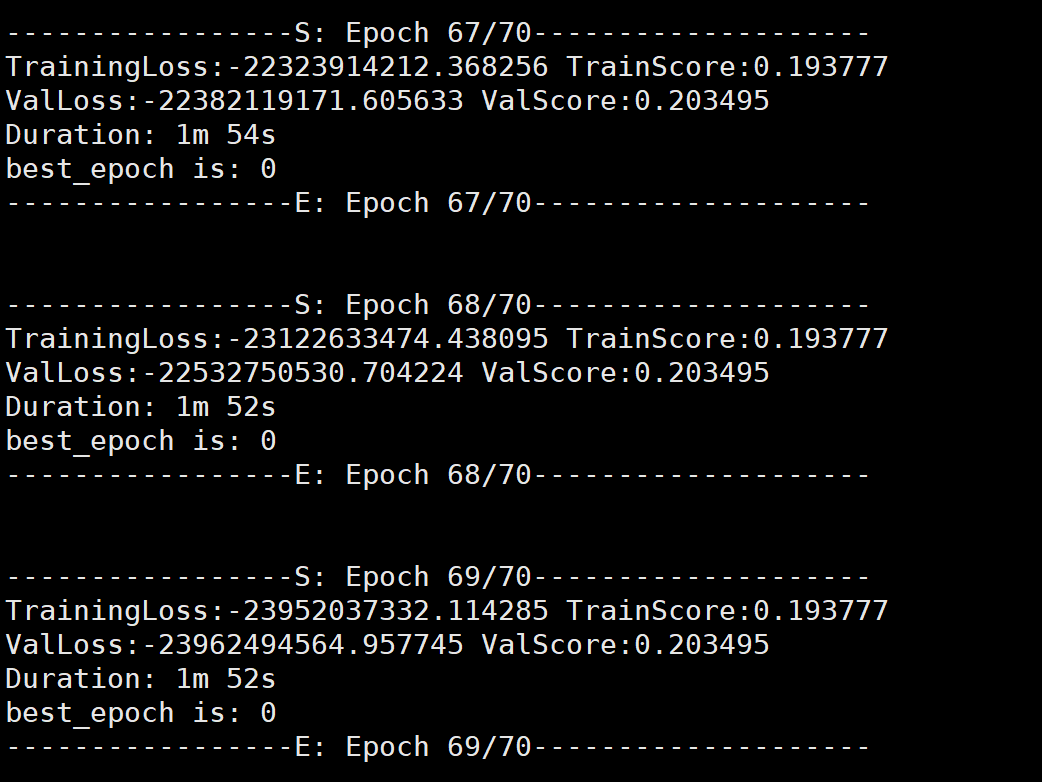 -----------------S: Epoch 67/70--------------------
TrainingLoss:-22323914212.368256 TrainScore:0.193777
ValLoss:-22382119171.605633 ValScore:0.203495
Duration: 1m 54s
best_epoch is: 0
-----------------E: Epoch 67/70--------------------
-----------------S: Epoch 68/70--------------------
TrainingLoss:-23122633474.438095 TrainScore:0.193777
ValLoss:-22532750530.704224 ValScore:0.203495
Duration: 1m 52s
best_epoch is: 0
-----------------E: Epoch 68/70--------------------
-----------------S: Epoch 69/70--------------------
TrainingLoss:-23952037332.114285 TrainScore:0.193777
ValLoss:-23962494564.957745 ValScore:0.203495
Duration: 1m 52s
best_epoch is: 0
-----------------E: Epoch 69/70--------------------